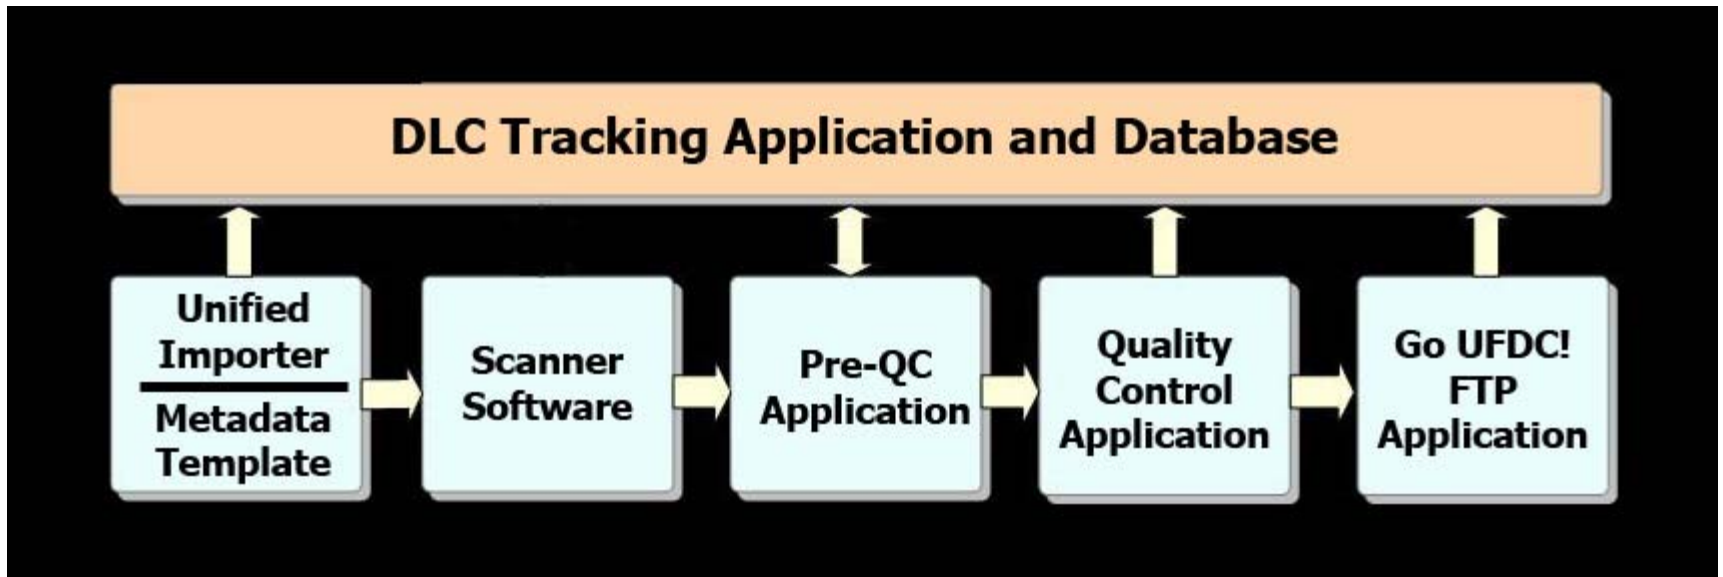 DLC Tracking Application and Database
Unified
Importer
Metadata
Template
Scanner
Software
Pre-QC
Application
Quality
Control
Application
Go UFDC!
FTP
Application